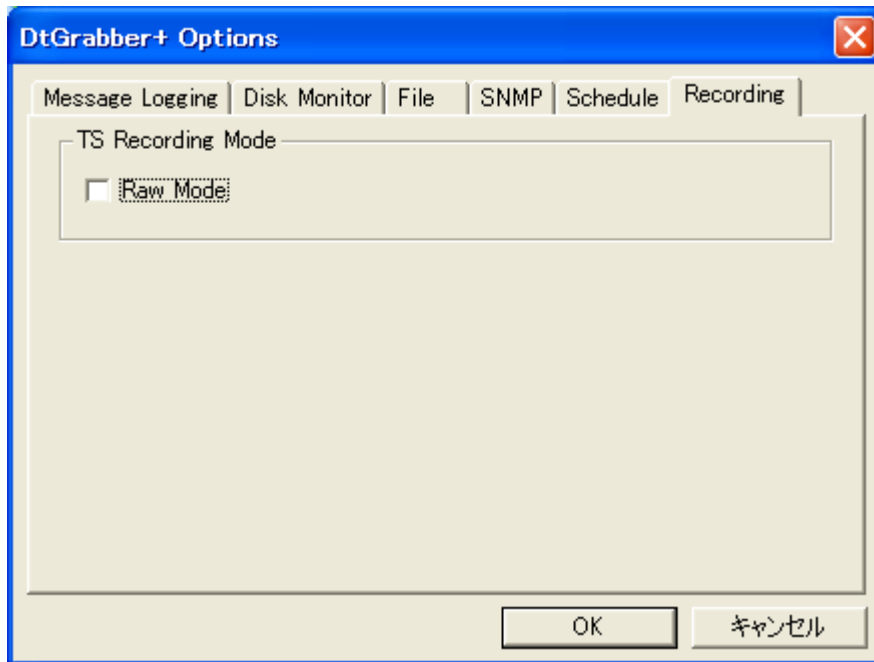 DtGrabber+ Options
Message Logging Disk Monitor File SNMP Schedule Recording
TS Recording Mode
Raw Mode
OK キャンセル